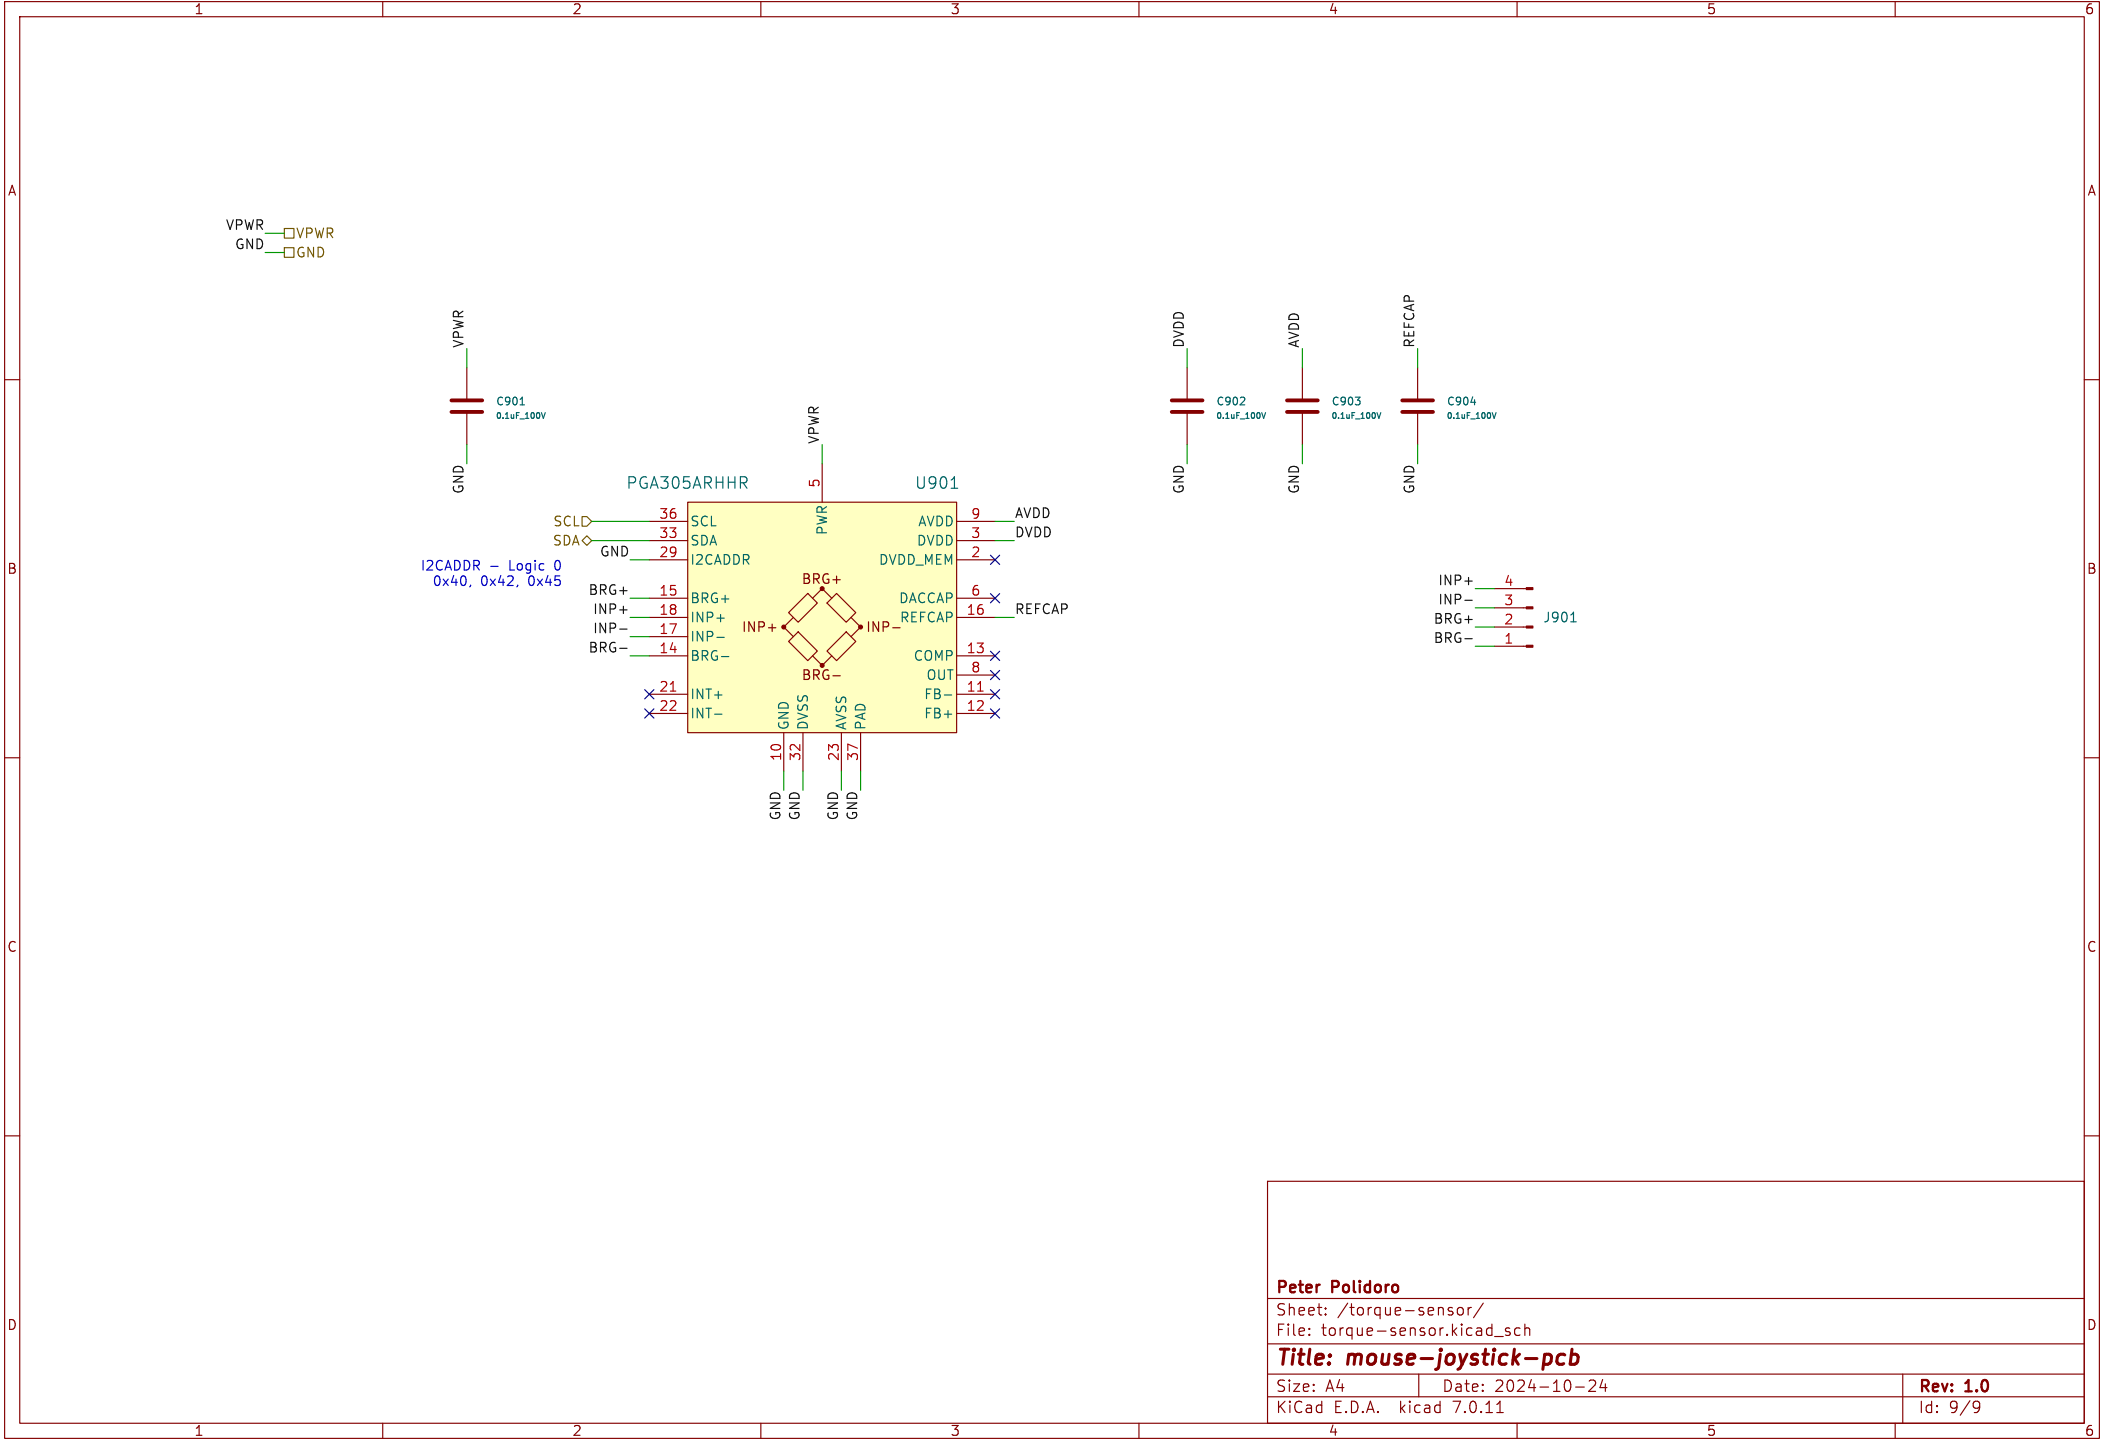 1 2 3 4 5 6
A A
VPWR VPWR
GND GND
VPWR
C901
0.1uF_100V
GND
DVDD
C902
0.1uF_100V
GND
AVDD
C903
0.1uF_100V
GND
REFCAP
C904
0.1uF_100V
GND
B B
VPWR
5
PGA305ARHHR U901
PWR
SCL 36 SCL
SDA 33 SDA
GND 29 I2CADDR
I2CADDR - Logic 0
0x40, 0x42, 0x45
BRG+ 15 BRG+
INP+ 18 INP+
INP- 17 INP-
BRG- 14 BRG-
21 INT+
22 INT-
BRG+
INP+ INP-
BRG-
AVDD 9 AVDD
DVDD 3 DVDD
DVDD_MEM 2
DACCAP 6
REFCAP 16 REFCAP
COMP 13
OUT 8
FB- 11
FB+ 12
GND DVSS AVSS PAD
10 32 23 37
GND GND GND GND
INP+ 4
INP- 3
BRG+ 2
BRG- 1
J901
C C
D D
Peter Polidoro
Sheet: /torque-sensor/
File: torque-sensor.kicad_sch
Title: mouse-joystick-pcb
Size: A4 Date: 2024-10-24 Rev: 1.0
KiCad E.D.A. kicad 7.0.11 Id: 9/9
1 2 3 4 5 6